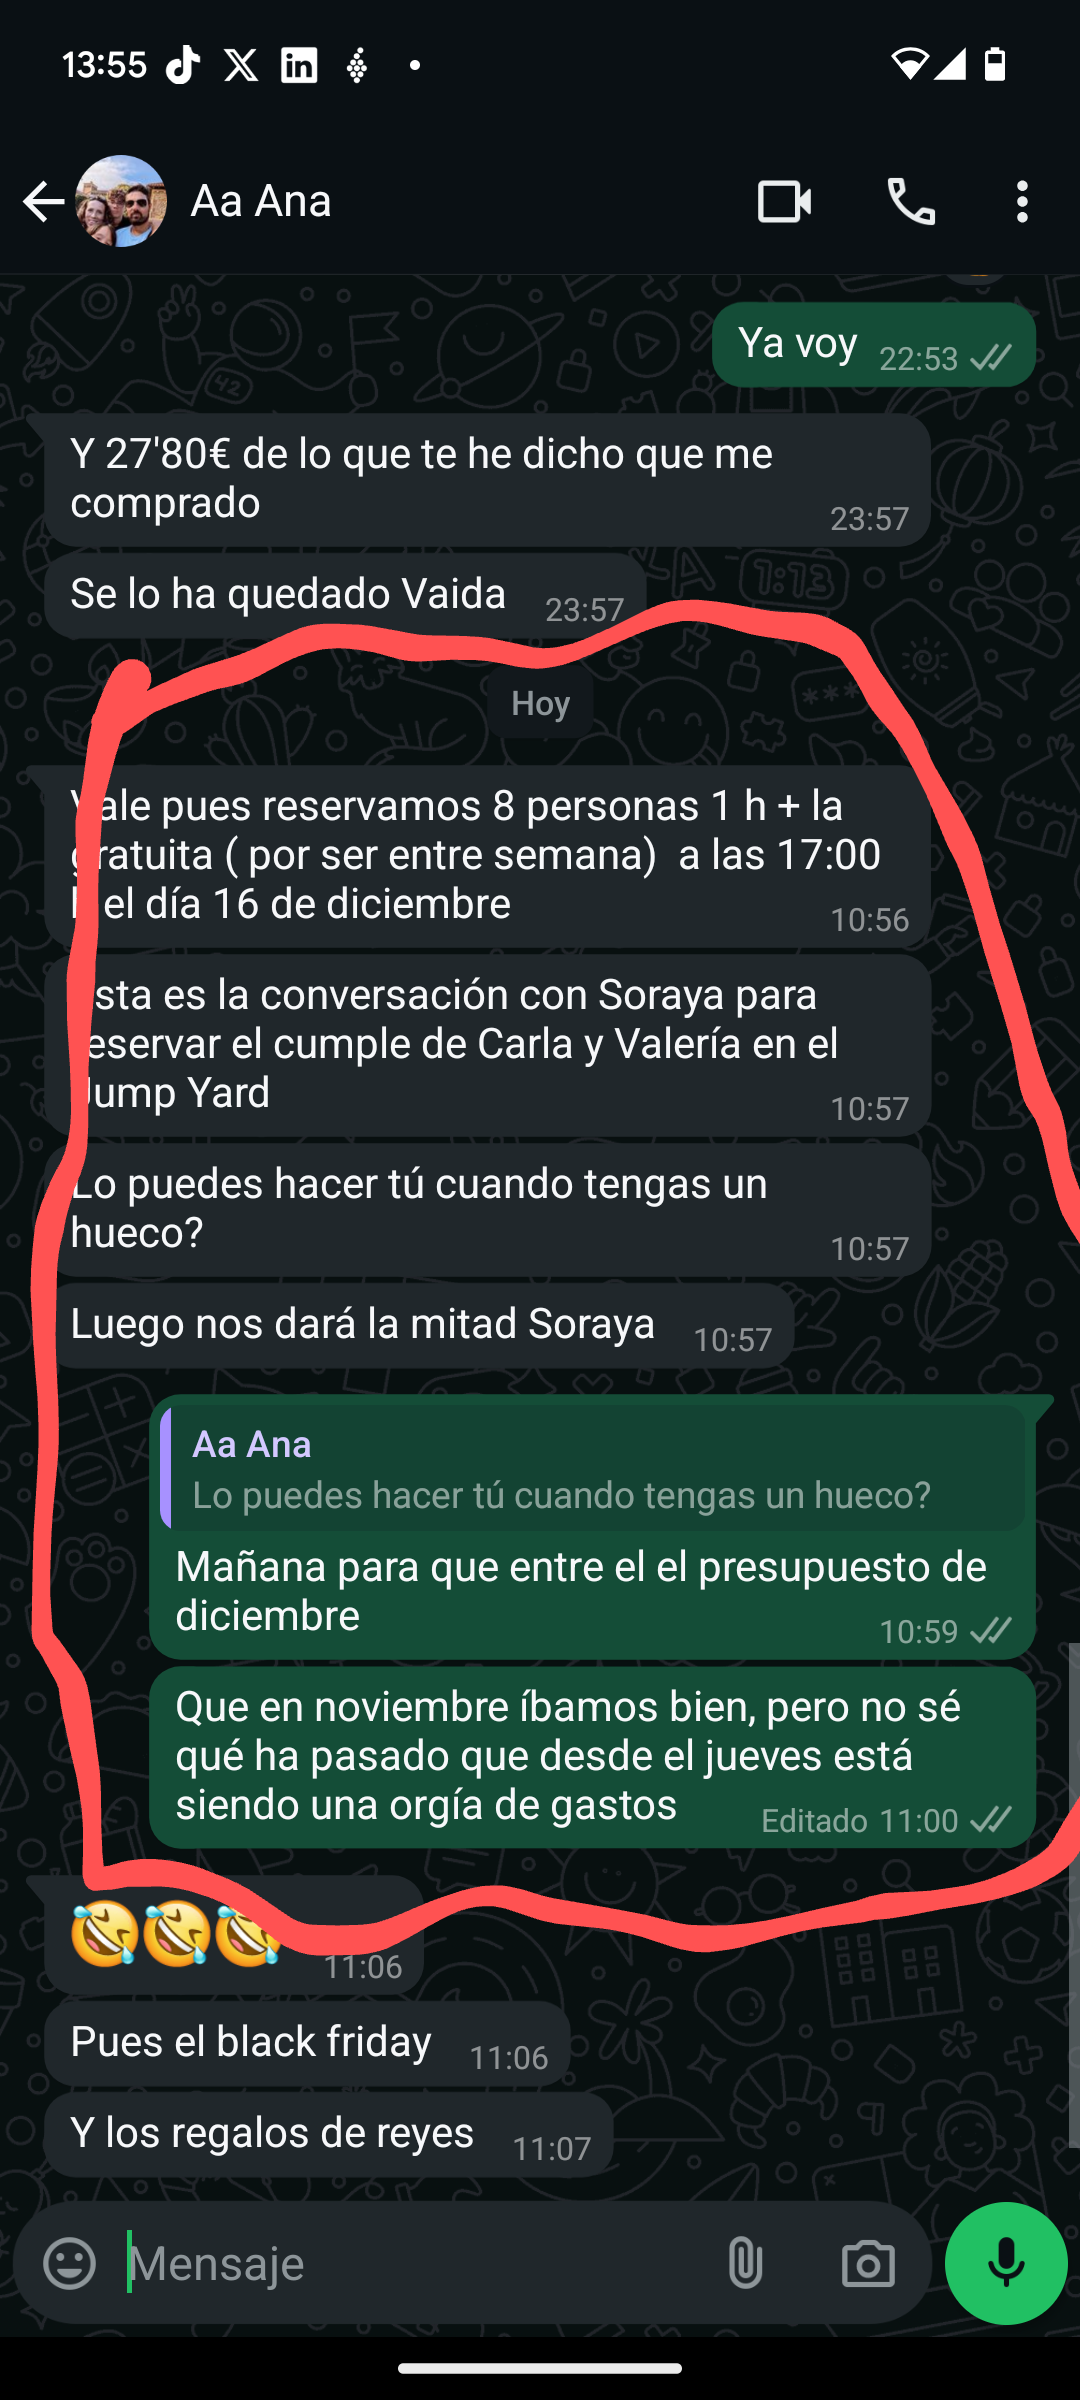 13:55
Aa Ana
Ya voy 22:53
Y 27'80€ de lo que te he dicho que me
comprado
23:57
Se lo ha quedado Vaida 23:57
Hoy
Vale pues reservamos 8 personas 1 h + la
gratuita ( por ser entre semana)  a las 17:00
h el día 16 de diciembre
10:56
sta es la conversación con Soraya para
reservar el cumple de Carla y Valería en el
Jump Yard
10:57
Lo puedes hacer tú cuando tengas un
hueco?
10:57
Luego nos dará la mitad Soraya 10:57
Aa Ana
Lo puedes hacer tú cuando tengas un hueco?
Mañana para que entre el el presupuesto de
diciembre
10:59
Que en noviembre íbamos bien, pero no sé
qué ha pasado que desde el jueves está
siendo una orgía de gastos
Editado 11:00
🤣🤣🤣
11:06
Pues el black friday 11:06
Y los regalos de reyes 11:07
Mensaje